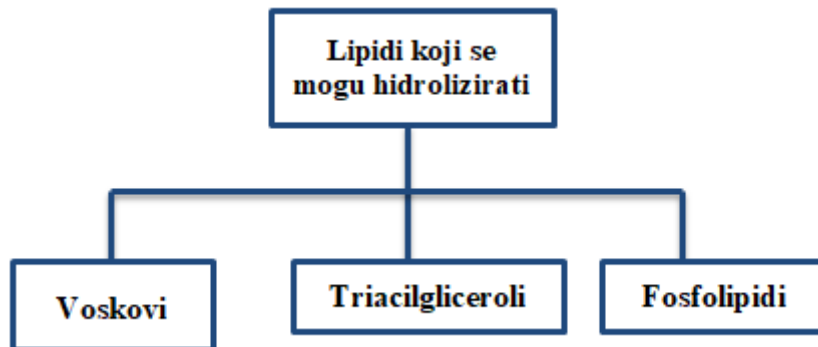 Lipidi koji se
mogu hidrolizirati
Voskovi
Triacilgliceroli
Fosfolipidi